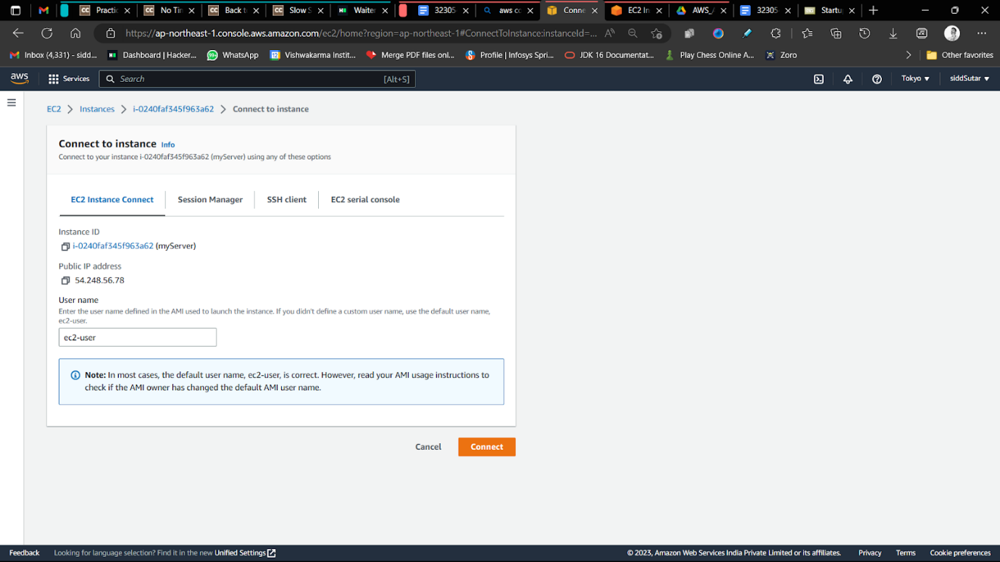 Practic
No Tin
Back t
Slow S
Waiter
32305
aws co
Conne
EC2 In
AWS_
32305
Startu
https://ap-northeast-1.console.aws.amazon.com/ec2/home?region=ap-northeast-1#ConnectToInstance:instanceId=...
Inbox (4,331) - sidd...
Dashboard | Hacker...
WhatsApp
Vishwakarma Instit...
Merge PDF files onl...
Profile | Infosys Spri...
JDK 16 Documentat...
Play Chess Online A...
Zoro
Other favorites
aws
Services
Search
[Alt+S]
Tokyo
siddSutar
EC2 > Instances > i-0240faf345f963a62 > Connect to instance
Connect to instance Info
Connect to your instance i-0240faf345f963a62 (myServer) using any of these options
EC2 Instance Connect
Session Manager
SSH client
EC2 serial console
Instance ID
i-0240faf345f963a62 (myServer)
Public IP address
54.248.56.78
User name
Enter the user name defined in the AMI used to launch the instance. If you didn't define a custom user name, use the default user name,
ec2-user.
ec2-user
Note: In most cases, the default user name, ec2-user, is correct. However, read your AMI usage instructions to
check if the AMI owner has changed the default AMI user name.
Cancel
Connect
Feedback
Looking for language selection? Find it in the new Unified Settings
© 2023, Amazon Web Services India Private Limited or its affiliates.
Privacy
Terms
Cookie preferences